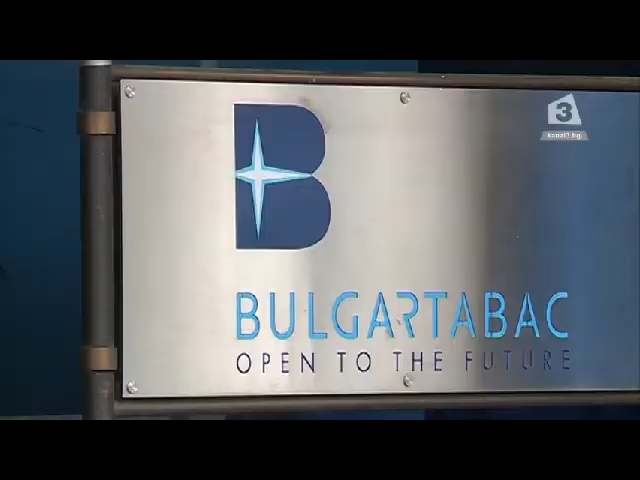 3
kanal3.bg
B
BULGARTABAC
OPEN TO THE FUTURE